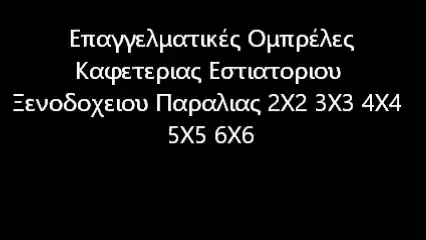 Επαγγελματικές Ομπρέλες
Καφετεριας Εστιατοριου
Ξενοδοχειου Παραλιας 2Χ2 3Χ3 4Χ4
5Χ5 6Χ6